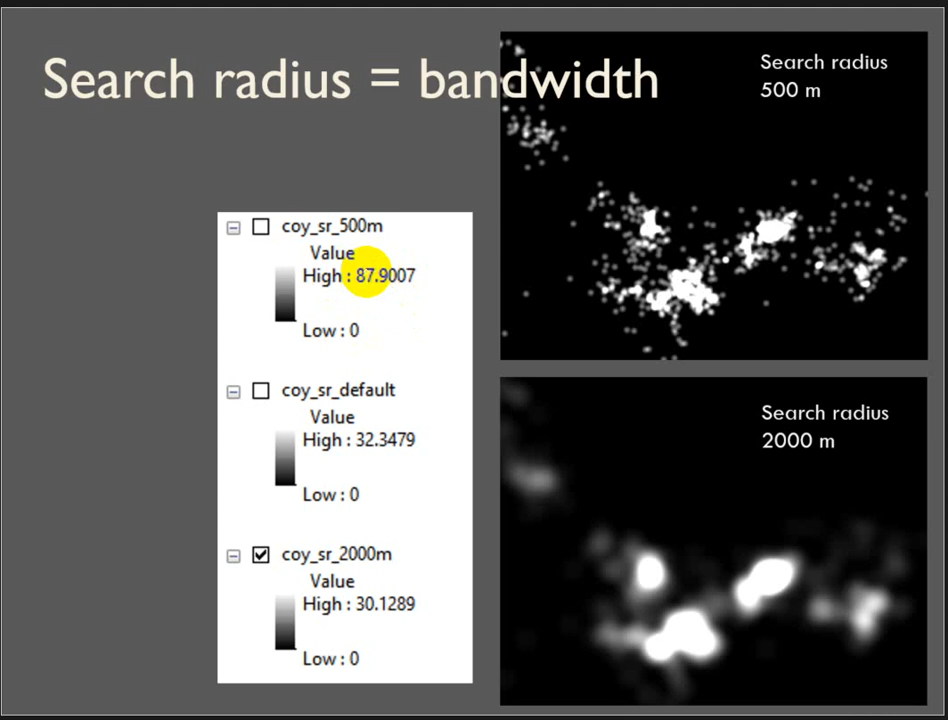 Search radius = bandwidth
coy_sr_500m
Value
High : 87.9007
Low : 0
coy_sr_default
Value
High : 32.3479
Low : 0
coy_sr_2000m
Value
High : 30.1289
Low : 0
Search radius
500 m
Search radius
2000 m